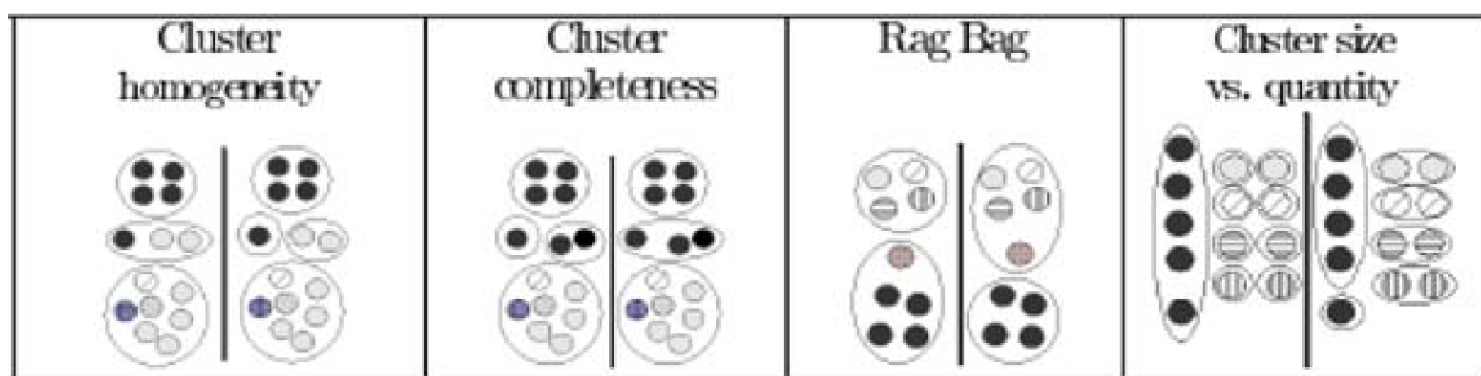 Cluster
homogeneity
Cluster
completeness
Rag Bag
Cluster size
vs. quantity